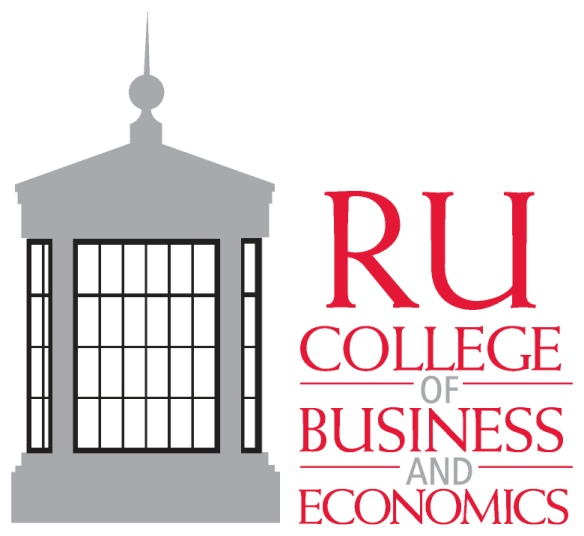 RU
COLLEGE
OF
BUSINESS
AND
ECONOMICS